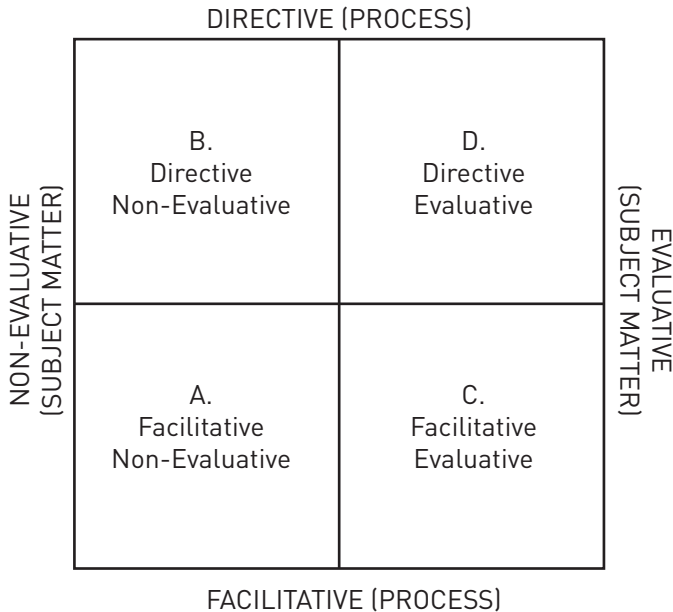 DIRECTIVE (PROCESS)
NON-EVALUATIVE
(SUBJECT MATTER)
B.
Directive
Non-Evaluative
D.
Directive
Evaluative
EVALUATIVE
(SUBJECT MATTER)
A.
Facilitative
Non-Evaluative
C.
Facilitative
Evaluative
FACILITATIVE (PROCESS)